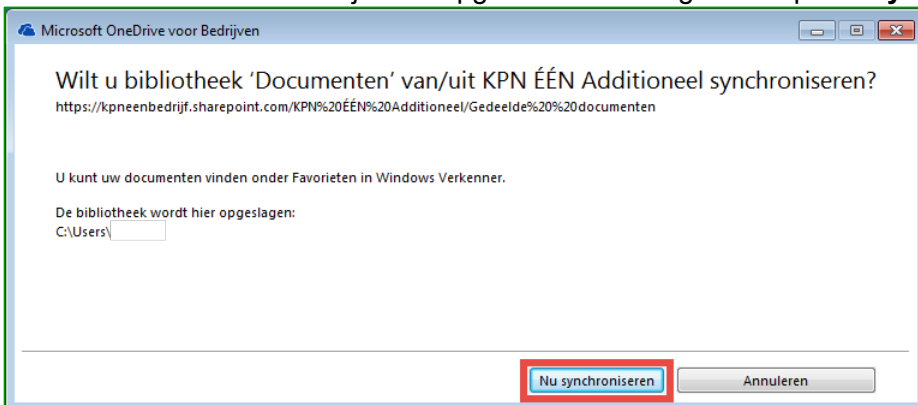 Microsoft OneDrive voor Bedrijven
Wilt u bibliotheek ‘Documenten’ van/uit KPN ÉÉN Additioneel synchroniseren?
https://kpneenbedrijf.sharepoint.com/KPN%20ÉÉN%20Additioneel/Gedeelde%20%20documenten
U kunt uw documenten vinden onder Favorieten in Windows Verkenner.
De bibliotheek wordt hier opgeslagen:
C:\Users\
Nu synchroniseren Annuleren